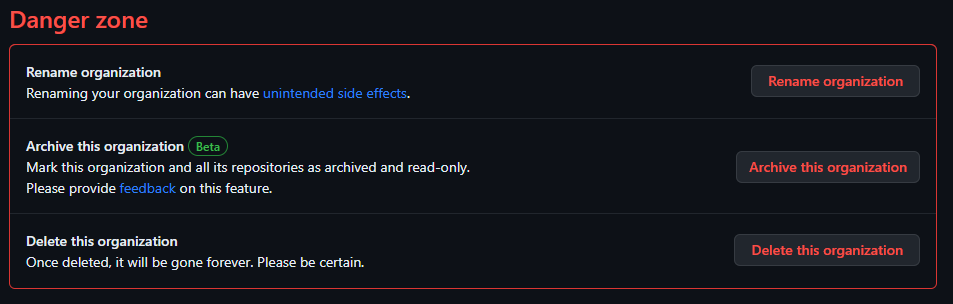 Danger zone
Rename organization
Renaming your organization can have unintended side effects.
Rename organization
Archive this organization Beta
Mark this organization and all its repositories as archived and read-only.
Please provide feedback on this feature.
Archive this organization
Delete this organization
Once deleted, it will be gone forever. Please be certain.
Delete this organization